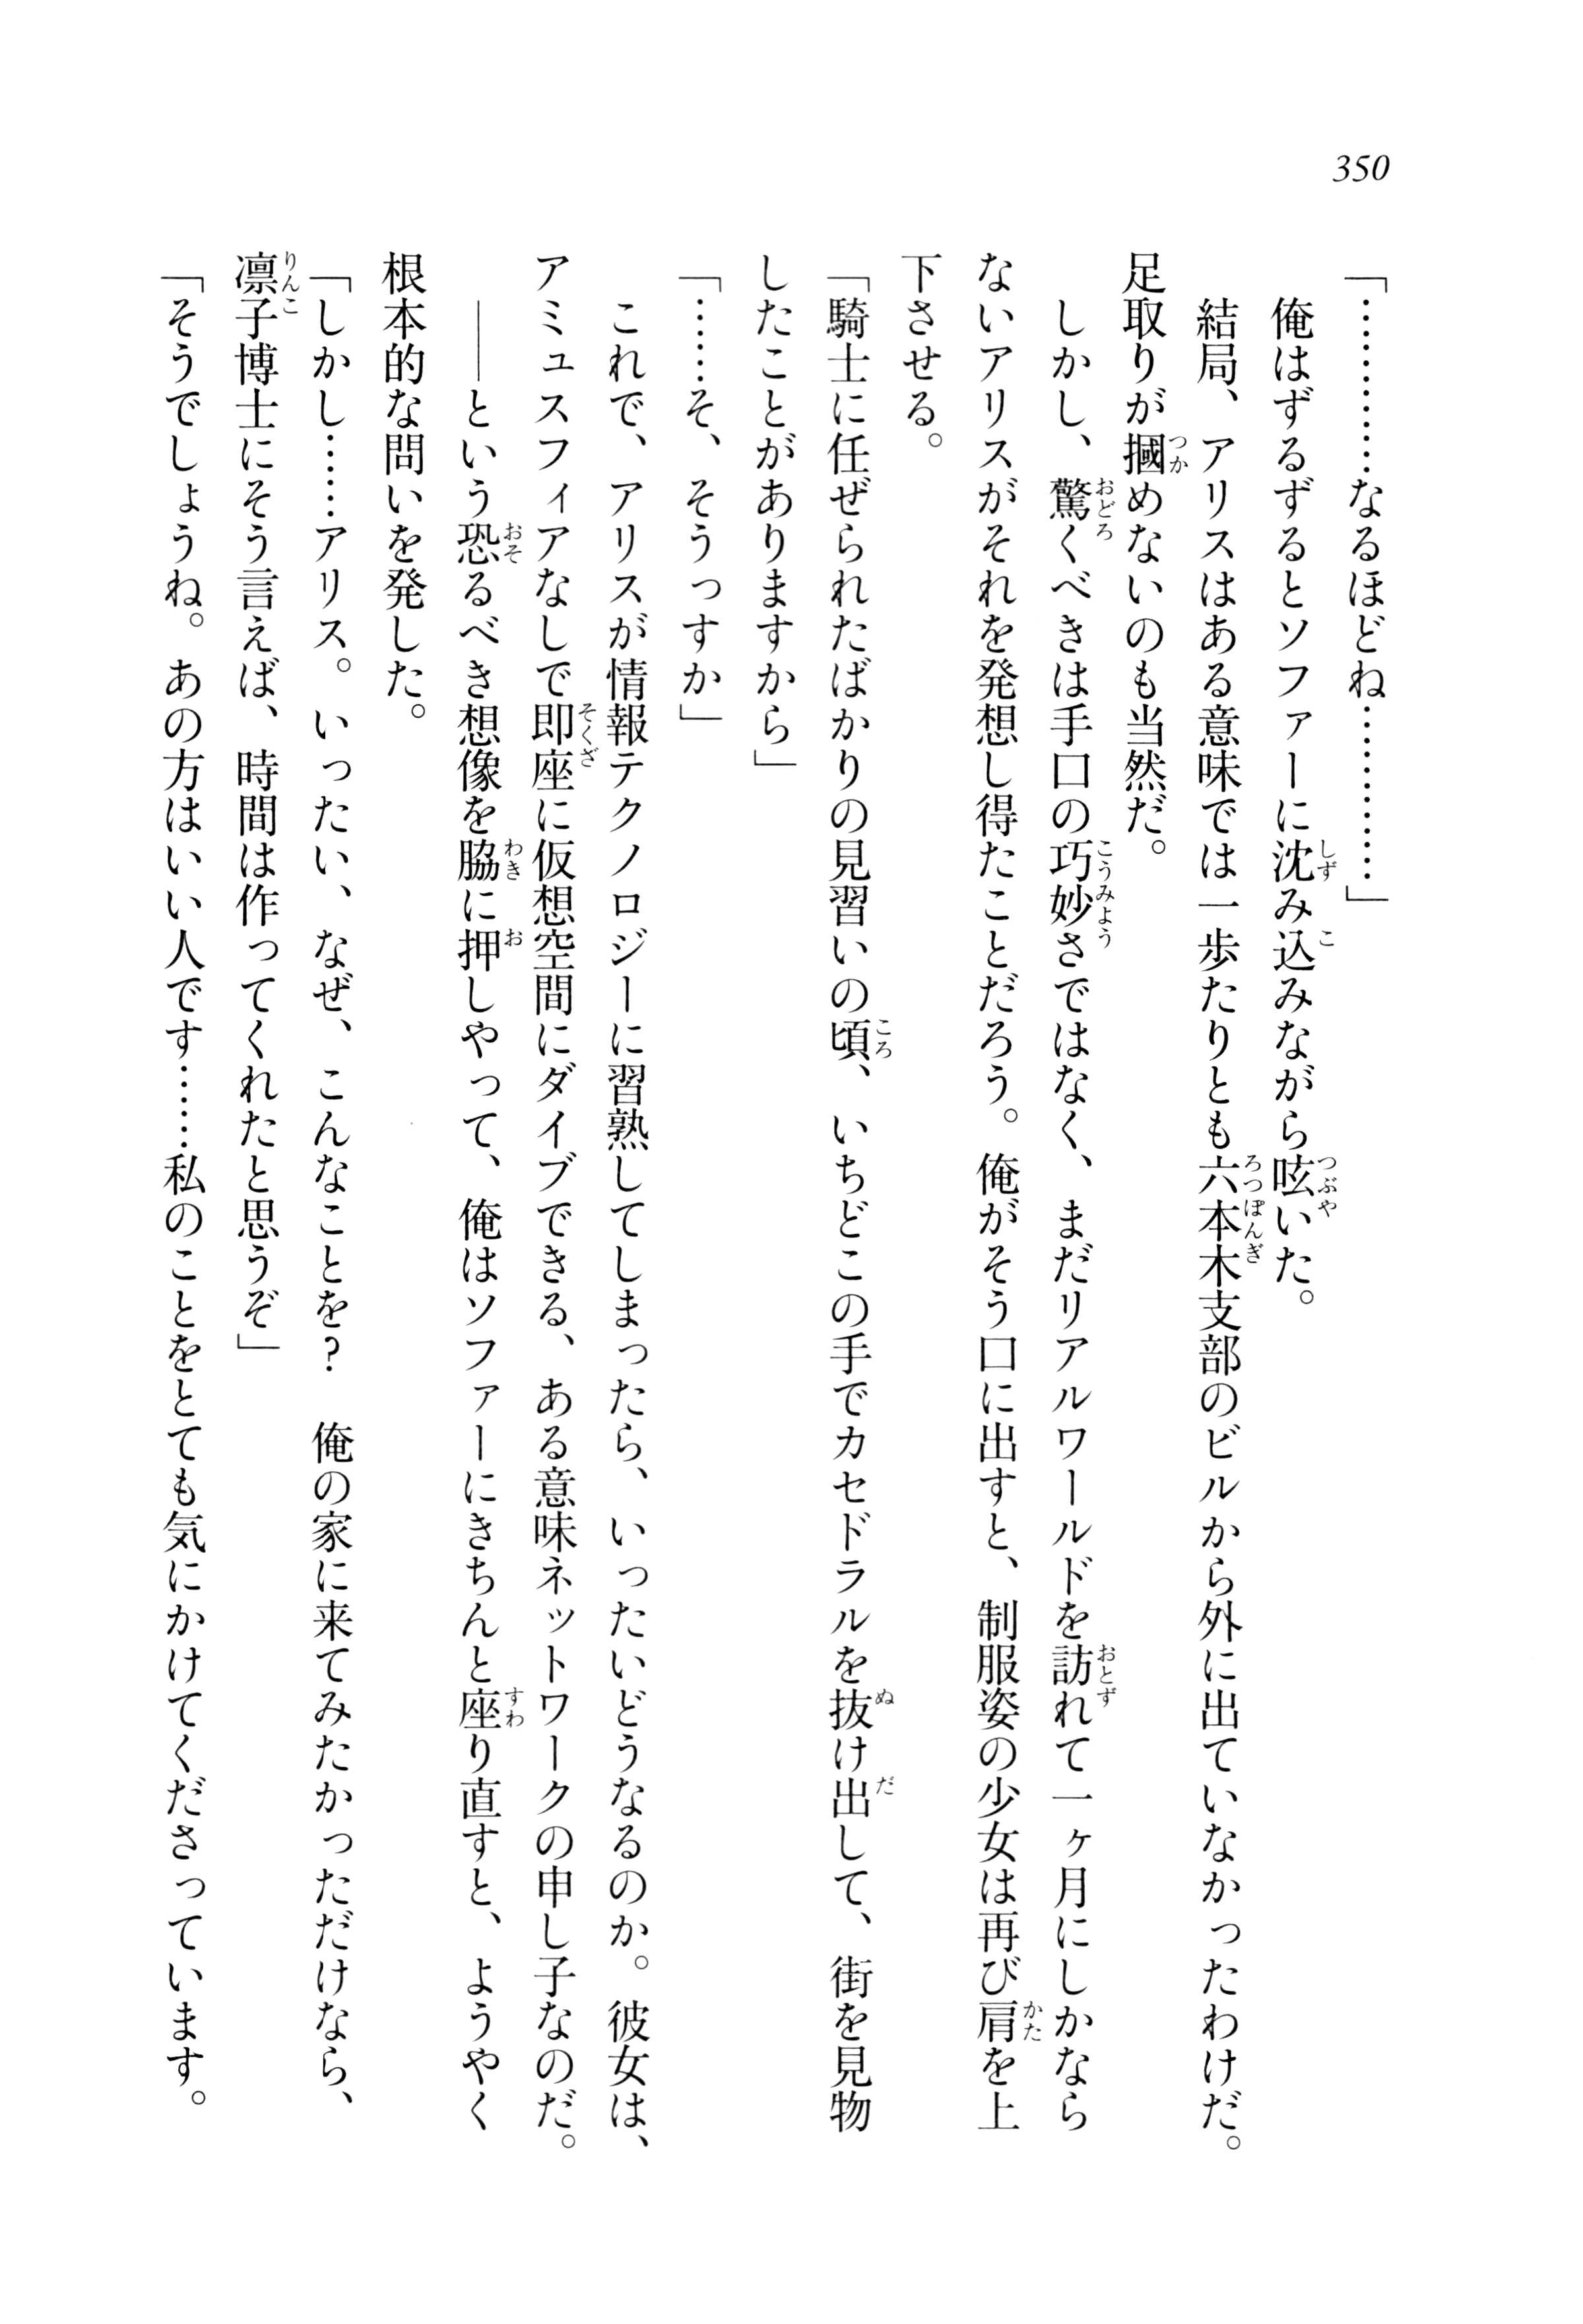 350
「…………なるほどね…………」
俺はずるずるとソファーに沈み込みながら呟いた。
結局、アリスはある意味では一歩たりとも六本木支部のビルから外に出ていなかったわけだ。
足取りが摑めないのも当然だ。
しかし、驚くべきは手口の巧妙さではなく、まだリアルワールドを訪れて一ヶ月にしかなら
ないアリスがそれを発想し得たことだろう。俺がそう口に出すと、制服姿の少女は再び肩を上
下させる。
「騎士に任ぜられたばかりの見習いの頃、いちどこの手でカセドラルを抜け出して、街を見物
したことがありますから」
「……そ、そうっすか」
これで、アリスが情報テクノロジーに習熟してしまったら、いったいどうなるのか。彼女は、
アミュスフィアなしで即座に仮想空間にダイブできる、ある意味ネットワークの申し子なのだ。
――という恐るべき想像を脇に押しやって、俺はソファーにきちんと座り直すと、ようやく
根本的な問いを発した。
「しかし……アリス。いったい、なぜ、こんなことを?　俺の家に来てみたかっただけなら、
凛子博士にそう言えば、時間は作ってくれたと思うぞ」
「そうでしょうね。あの方はいい人です……私のことをとても気にかけてくださっています。